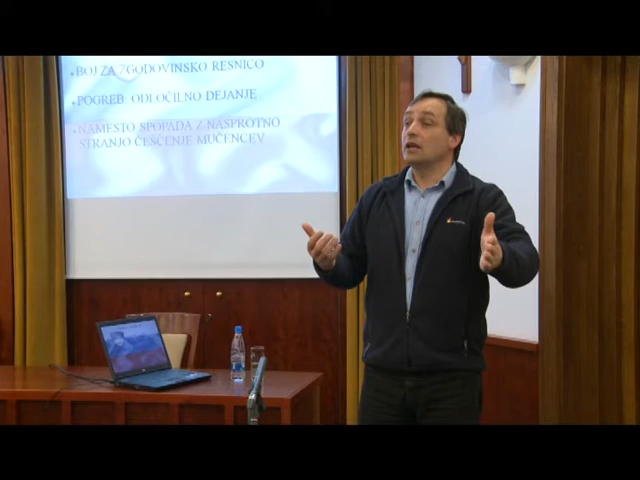 BOJ ZA ZGODOVINSKO RESNICO
POGREB: ODLOČILNO DEJANJE
NAMESTO SPOPADA Z NASPROTNO
STRANJO ČEŠČENJE MUČENCEV